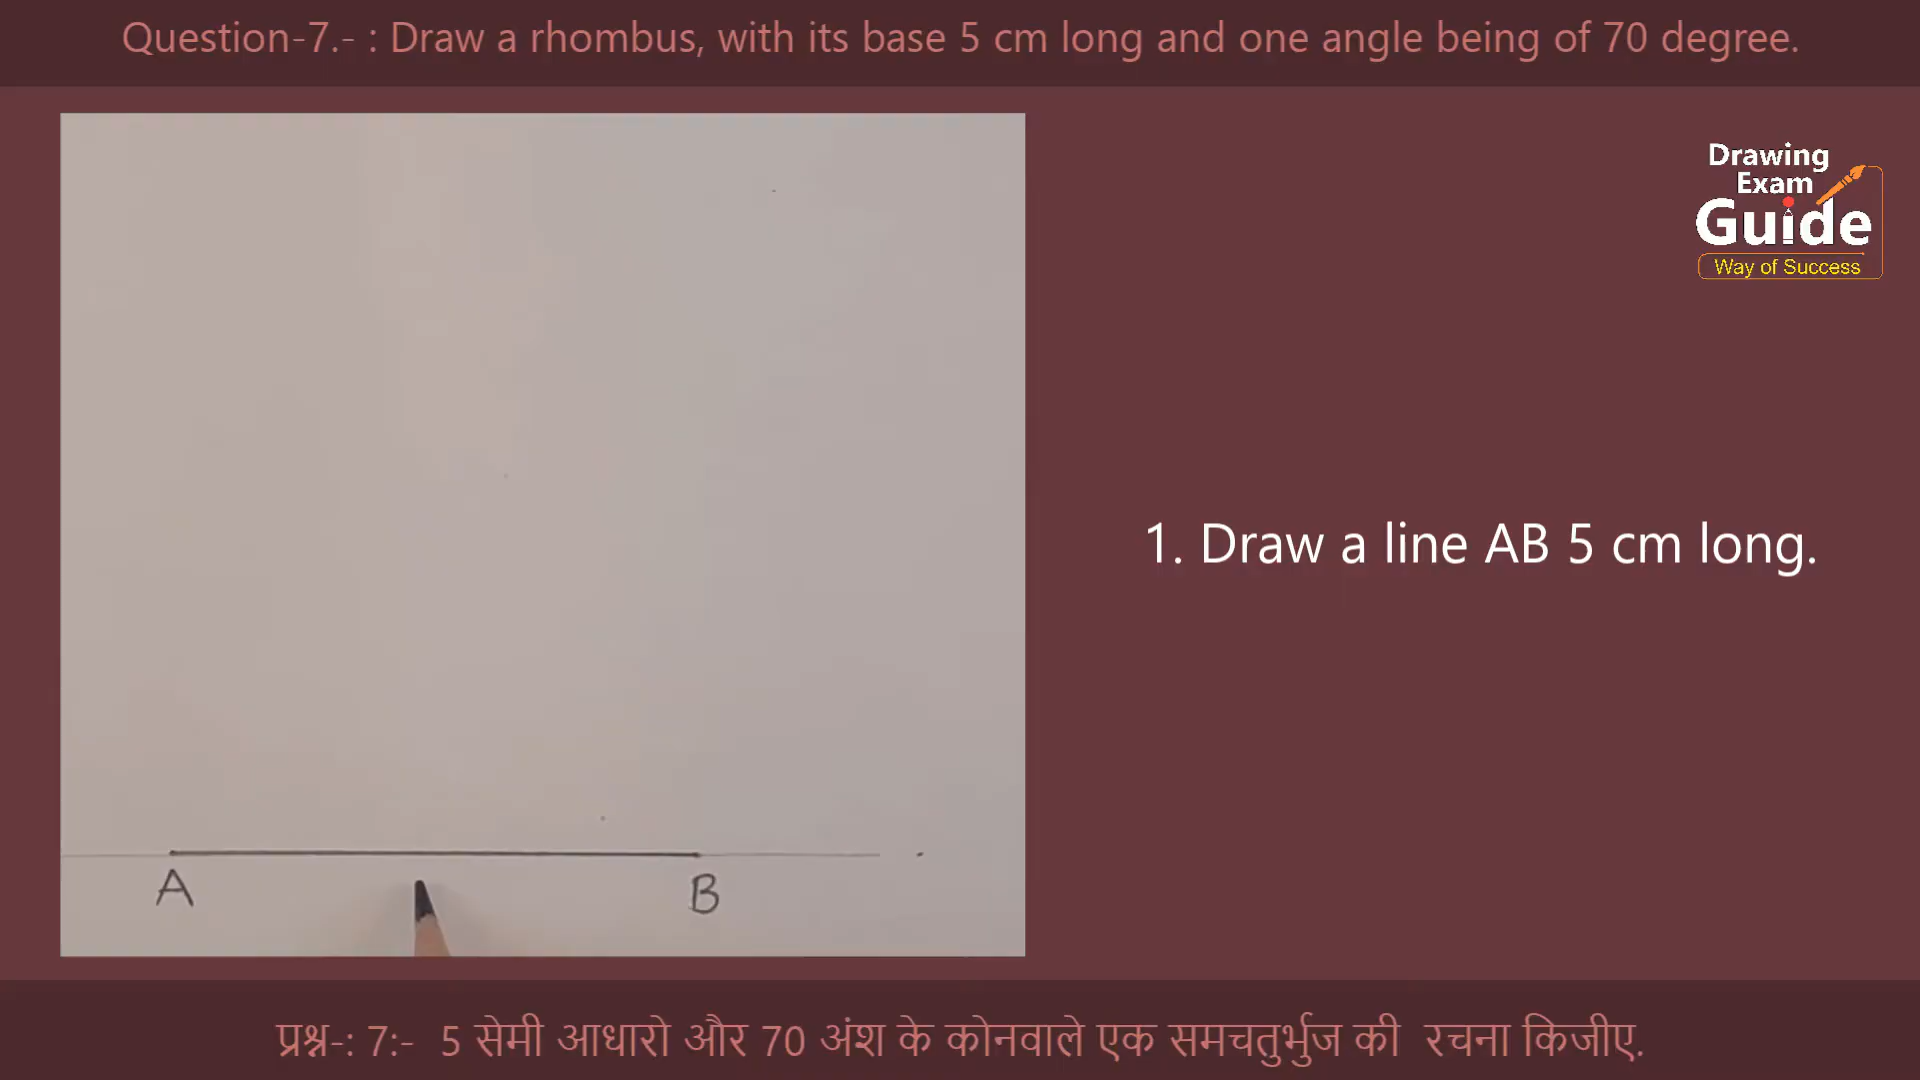 Question-7.- : Draw a rhombus, with its base 5 cm long and one angle being of 70 degree.
Drawing
Exam
Guide
Way of Success
1. Draw a line AB 5 cm long.
A
B
प्रश्न-: 7:- 5 सेमी आधारो और 70 अंश के कोनवाले एक समचतुर्भुज की रचना किजीए.